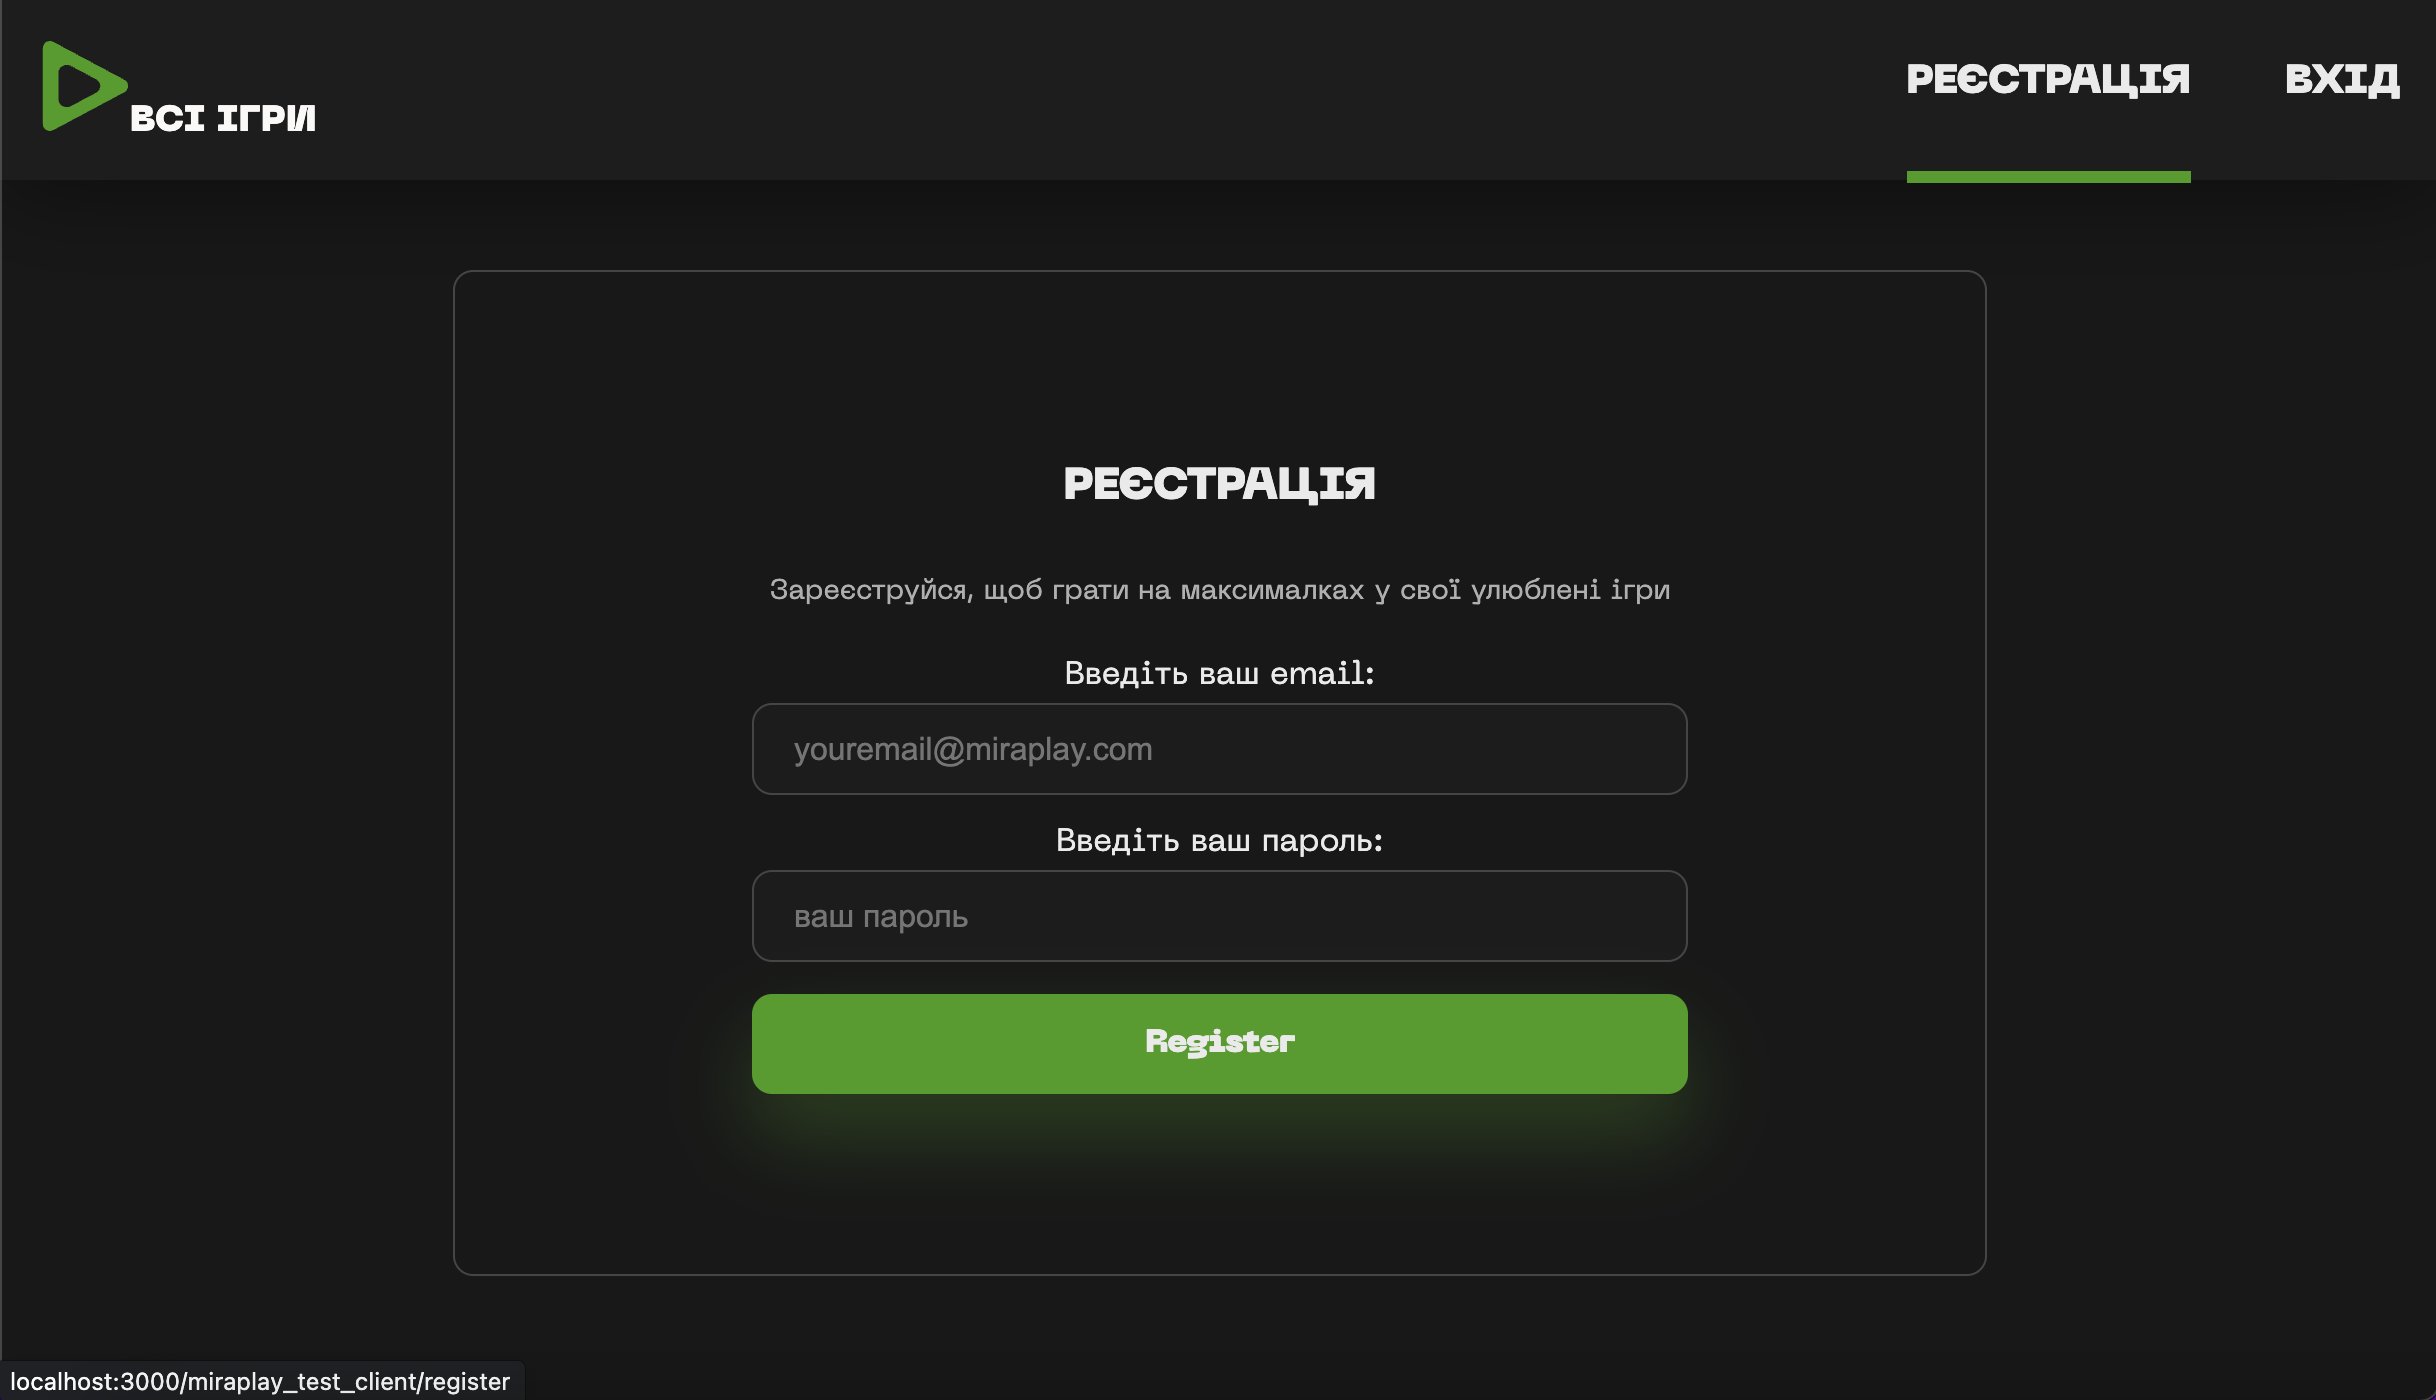 ВСІ ІГРИ
РЕЄСТРАЦІЯ
ВХІД
РЕЄСТРАЦІЯ
Зареєструйся, щоб грати на максималках у свої улюблені ігри
Введіть ваш email:
youremail@miraplay.com
Введіть ваш пароль:
ваш пароль
Register
localhost:3000/miraplay_test_client/register